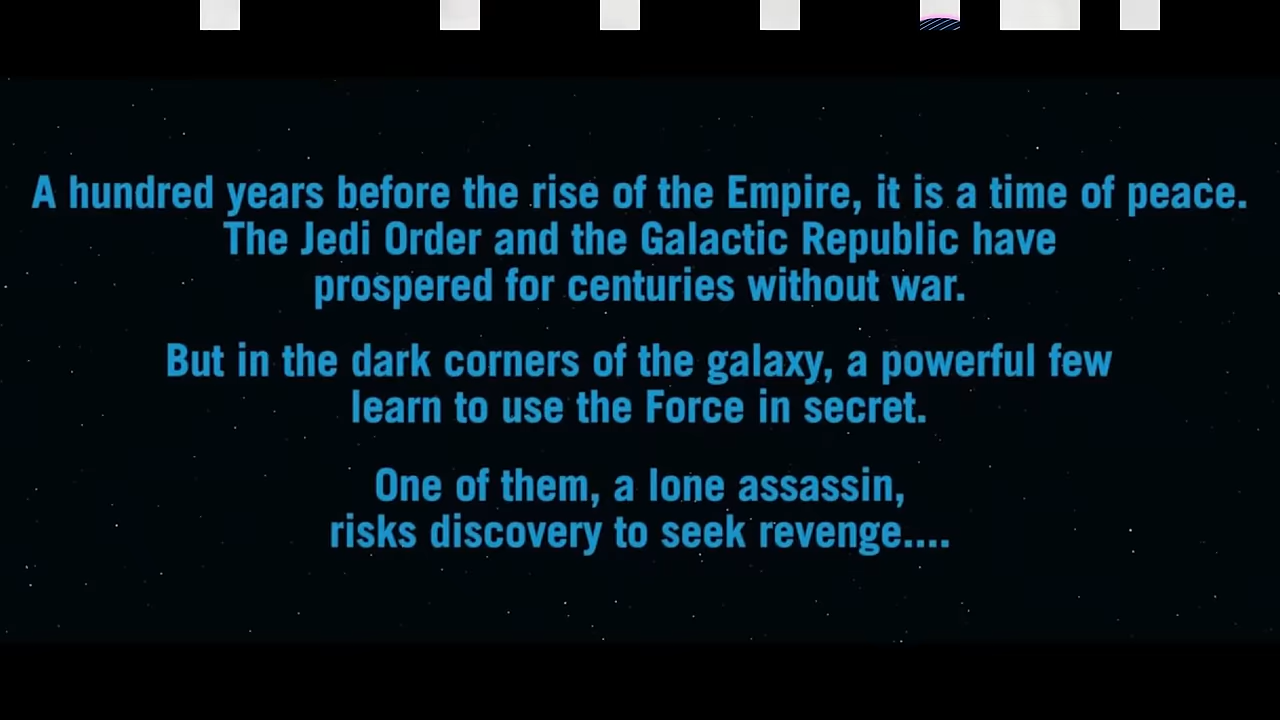 A hundred years before the rise of the Empire, it is a time of peace.
The Jedi Order and the Galactic Republic have
prospered for centuries without war.
But in the dark corners of the galaxy, a powerful few
learn to use the Force in secret.
One of them, a lone assassin,
risks discovery to seek revenge....